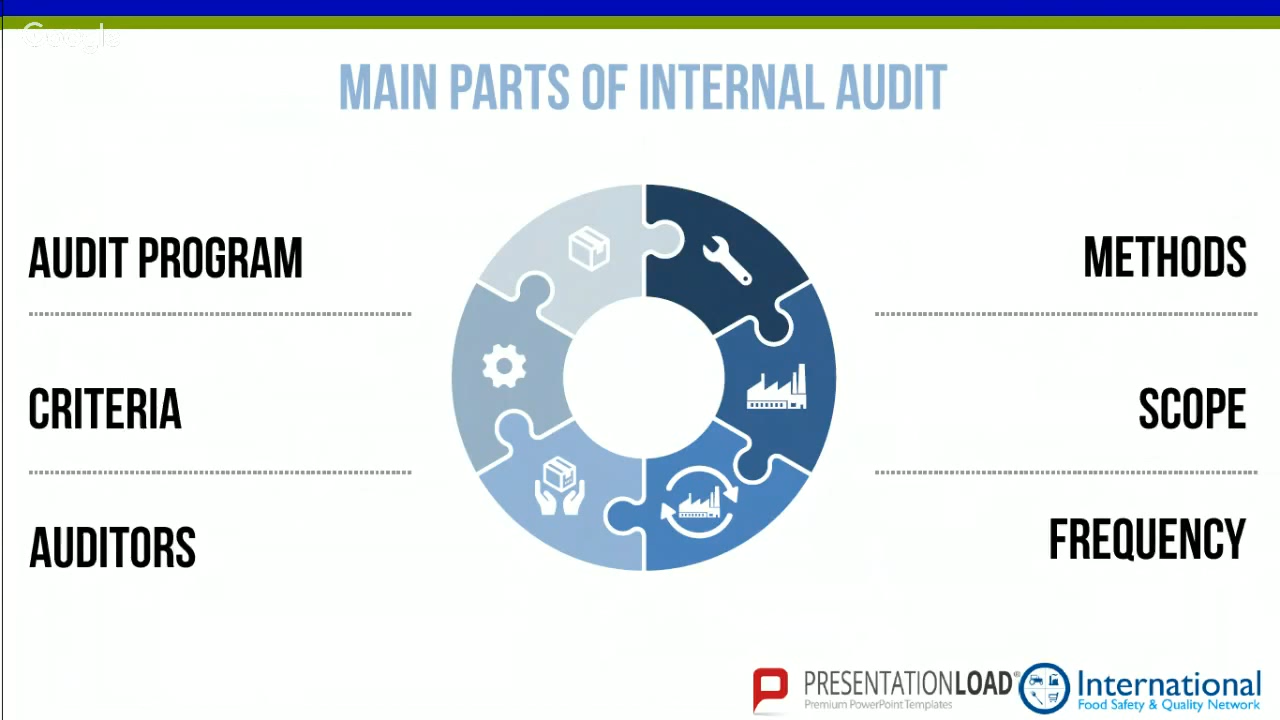 Google
MAIN PARTS OF INTERNAL AUDIT
AUDIT PROGRAM
METHODS
CRITERIA
SCOPE
AUDITORS
FREQUENCY
PRESENTATIONLOAD®
Premium PowerPoint Templates
International
Food Safety & Quality Network